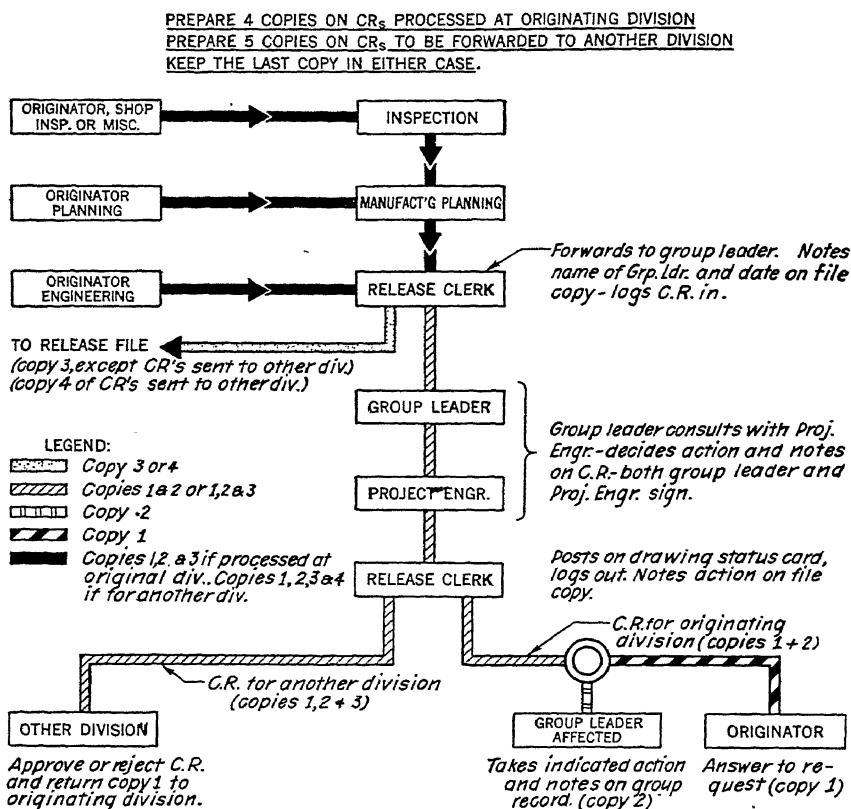 PREPARE 4 COPIES ON CRs PROCESSED AT ORIGINATING DIVISION
PREPARE 5 COPIES ON CRs TO BE FORWARDED TO ANOTHER DIVISION
KEEP THE LAST COPY IN EITHER CASE.
ORIGINATOR, SHOP
INSP. OR MISC.
INSPECTION
ORIGINATOR
PLANNING
MANUFACT'G PLANNING
ORIGINATOR
ENGINEERING
RELEASE CLERK
Forwards to group leader. Notes
name of Grp. Ldr. and date on file
copy - logs C.R. in.
TO RELEASE FILE
(copy 3, except CR's sent to other div.)
(copy 4 of CR's sent to other div.)
GROUP LEADER
PROJECT ENGR.
Group leader consults with Proj.
Engr.-decides action and notes
on C.R.-both group leader and
Proj. Engr. sign.
LEGEND:
Copy 3 or 4
Copies 1 & 2 or 1, 2 & 3
Copy 2
Copy 1
Copies 1, 2, & 3 if processed at
original div.. Copies 1, 2, 3 & 4
if for another div.
RELEASE CLERK
Posts on drawing status card,
logs out. Notes action on file
copy.
C.R. for originating
division (copies 1 + 2)
C.R. for another division
(copies 1, 2 + 3)
OTHER DIVISION
Approve or reject C.R.
and return copy 1 to
originating division.
GROUP LEADER
AFFECTED
Takes indicated action
and notes on group
record. (copy 2)
ORIGINATOR
Answer to re-
quest (copy 1)